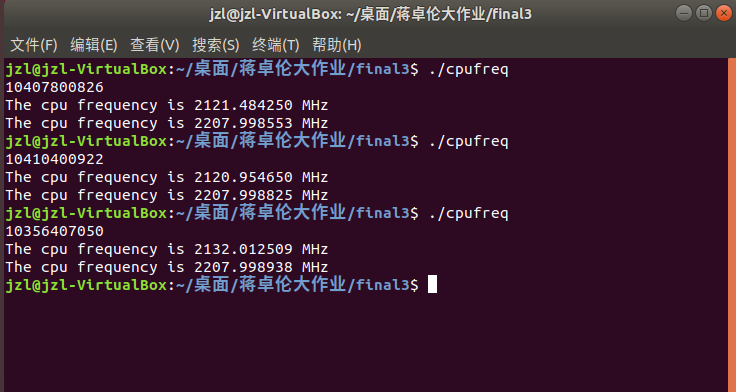 jzl@jzl-VirtualBox: ~/桌面/蒋卓伦大作业/final3
文件(F) 编辑(E) 查看(V) 搜索(S) 终端(T) 帮助(H)
jzl@jzl-VirtualBox:~/桌面/蒋卓伦大作业/final3$ ./cpufreq
10407800826
The cpu frequency is 2121.484250 MHz
The cpu frequency is 2207.998553 MHz
jzl@jzl-VirtualBox:~/桌面/蒋卓伦大作业/final3$ ./cpufreq
10410400922
The cpu frequency is 2120.954650 MHz
The cpu frequency is 2207.998825 MHz
jzl@jzl-VirtualBox:~/桌面/蒋卓伦大作业/final3$ ./cpufreq
10356407050
The cpu frequency is 2132.012509 MHz
The cpu frequency is 2207.998938 MHz
jzl@jzl-VirtualBox:~/桌面/蒋卓伦大作业/final3$